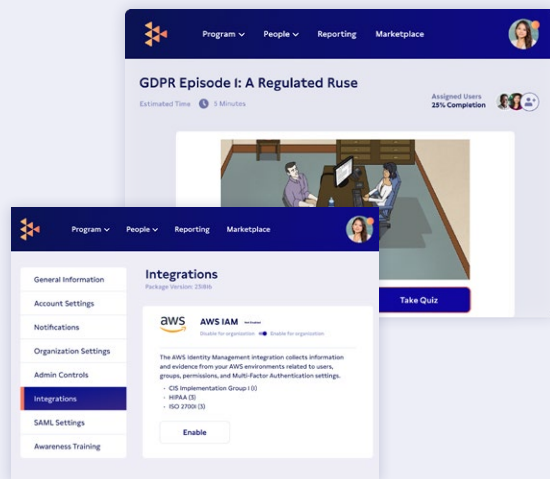 Program People Reporting Marketplace
GDPR Episode I: A Regulated Ruse
Estimated Time 5 Minutes
Assigned Users
25% Completion
Take Quiz
Program People Reporting Marketplace
General Information
Account Settings
Notifications
Organization Settings
Admin Controls
Integrations
SAML Settings
Awareness Training
Integrations
Package Version: 25816
aws AWS IAM
Disable for organization Enable for organization
The AWS Identity Management integration collects information
and evidence from your AWS environments related to users,
groups, permissions, and Multi-Factor Authentication settings.
- CIS Implementation Group I (I)
- HIPAA (3)
- ISO 27001 (3)
Enable